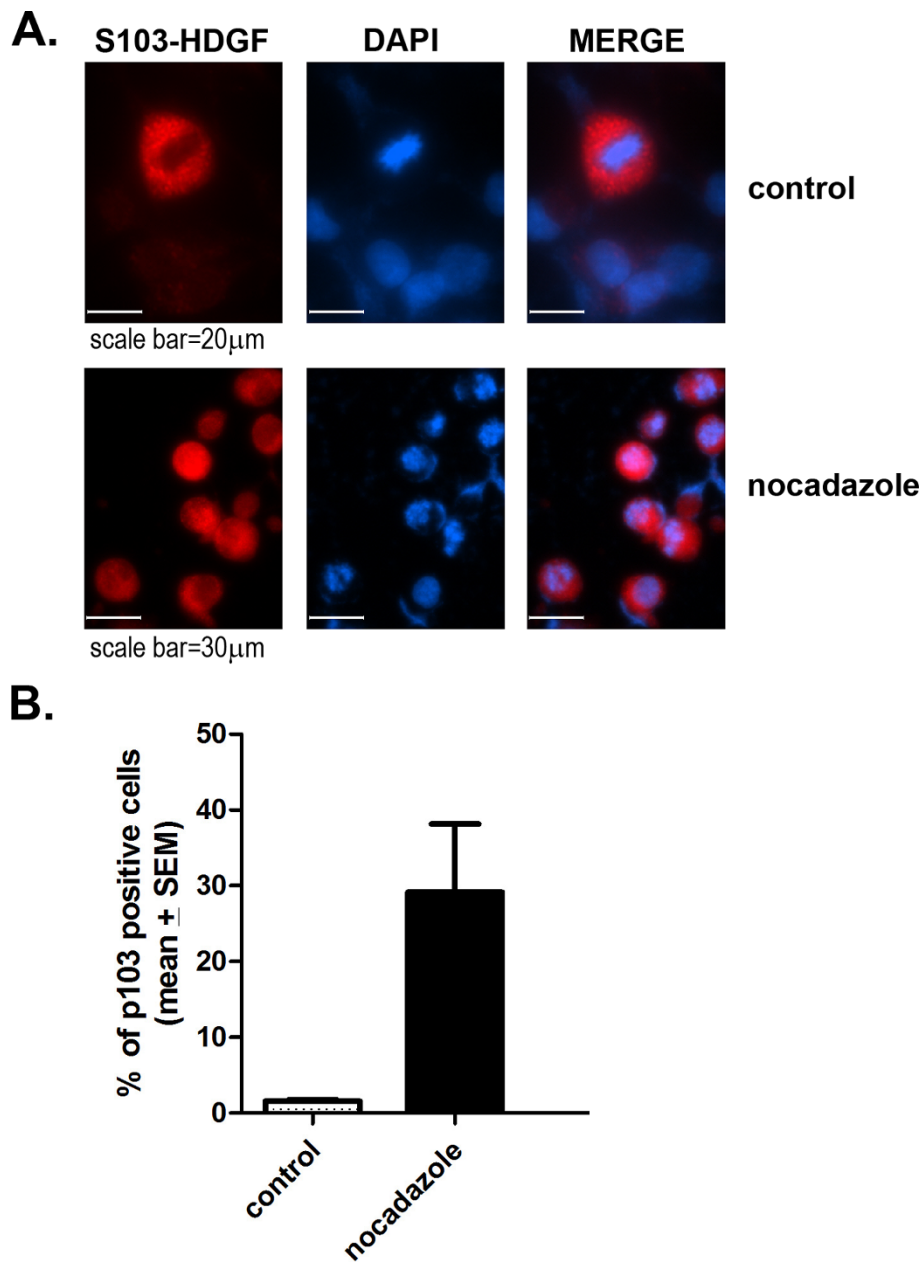 A.
S103-HDGF DAPI MERGE
control
scale bar=20μm
nocadazole
scale bar=30μm
B.
% of p103 positive cells
(mean ± SEM)
50
40
30
20
10
0
control
nocadazole